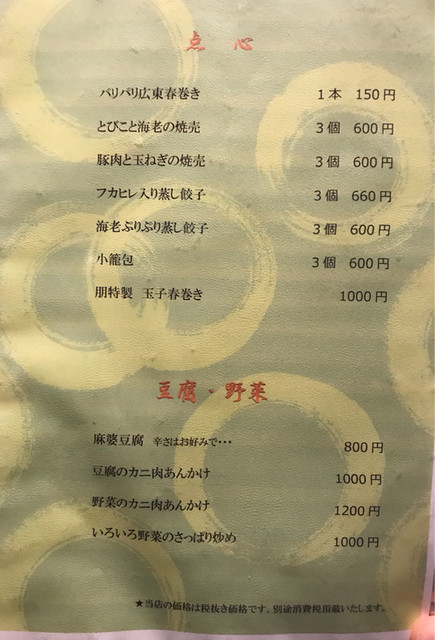 点心
パリパリ広東春巻き 1本 150円
とびこと海老の焼売 3個 600円
豚肉と玉ねぎの焼売 3個 600円
フカヒレ入り蒸し餃子 3個 660円
海老ぷりぷり蒸し餃子 3個 600円
小籠包 3個 600円
朋特製 玉子春巻き 1000円
豆腐・野菜
麻婆豆腐 辛さはお好みで・・・ 800円
豆腐のカニ肉あんかけ 1000円
野菜のカニ肉あんかけ 1200円
いろいろ野菜のさっぱり炒め 1000円
★当店の価格は税抜き価格です。別途消費税頂戴いたします。